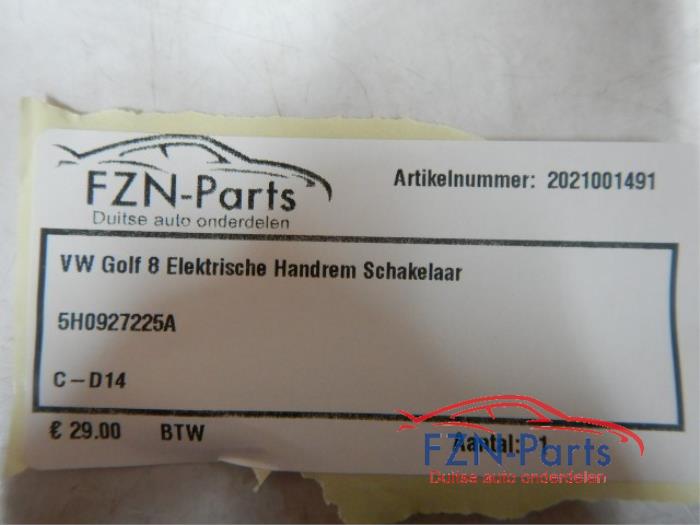 FZN-Parts
Duitse auto onderdelen
Artikelnummer: 2021001491
VW Golf 8 Elektrische Handrem Schakelaar
5H0927225A
C-D14
€ 29.00 BTW
Aantal: 1
FZN-Parts
Duitse auto onderdelen